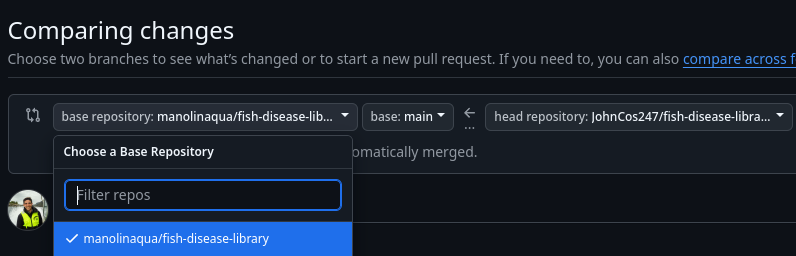 Comparing changes
Choose two branches to see what's changed or to start a new pull request. If you need to, you can also compare across f
base repository: manolinaqua/fish-disease-lib... base: main head repository: JohnCos247/fish-disease-libra...
Choose a Base Repository
omatically merged.
Filter repos
manolinaqua/fish-disease-library